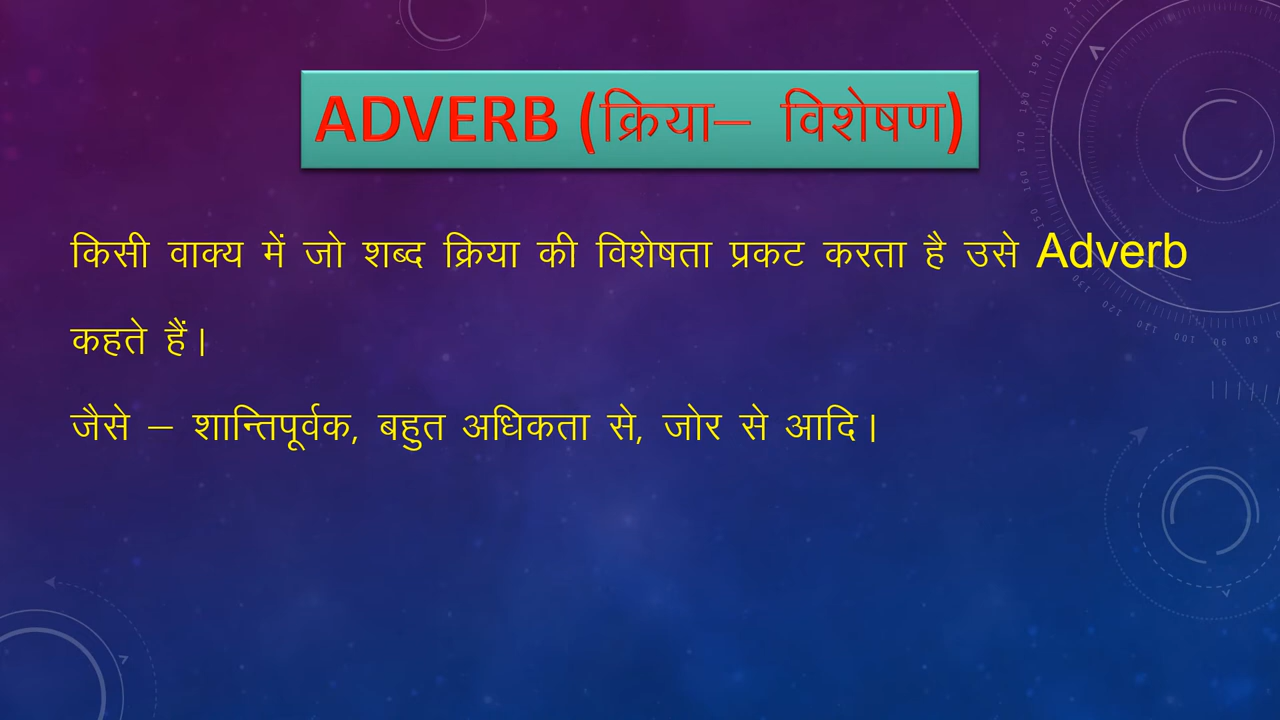 ADVERB (क्रिया– विशेषण)
किसी वाक्य में जो शब्द क्रिया की विशेषता प्रकट करता है उसे Adverb
कहते हैं।
जैसे – शान्तिपूर्वक, बहुत अधिकता से, जोर से आदि।